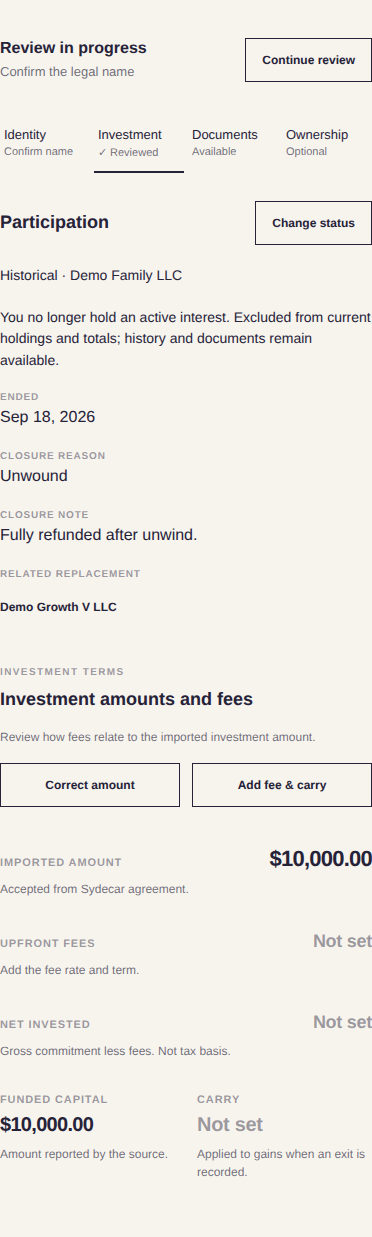 Review in progress
Confirm the legal name
Continue review
Identity
Confirm name
Investment
✓ Reviewed
Documents
Available
Ownership
Optional
Participation
Change status
Historical · Demo Family LLC
You no longer hold an active interest. Excluded from current
holdings and totals; history and documents remain
available.
ENDED
Sep 18, 2026
CLOSURE REASON
Unwound
CLOSURE NOTE
Fully refunded after unwind.
RELATED REPLACEMENT
Demo Growth V LLC
INVESTMENT TERMS
Investment amounts and fees
Review how fees relate to the imported investment amount.
Correct amount
Add fee & carry
IMPORTED AMOUNT
$10,000.00
Accepted from Sydecar agreement.
UPFRONT FEES
Not set
Add the fee rate and term.
NET INVESTED
Not set
Gross commitment less fees. Not tax basis.
FUNDED CAPITAL
$10,000.00
Amount reported by the source.
CARRY
Not set
Applied to gains when an exit is
recorded.